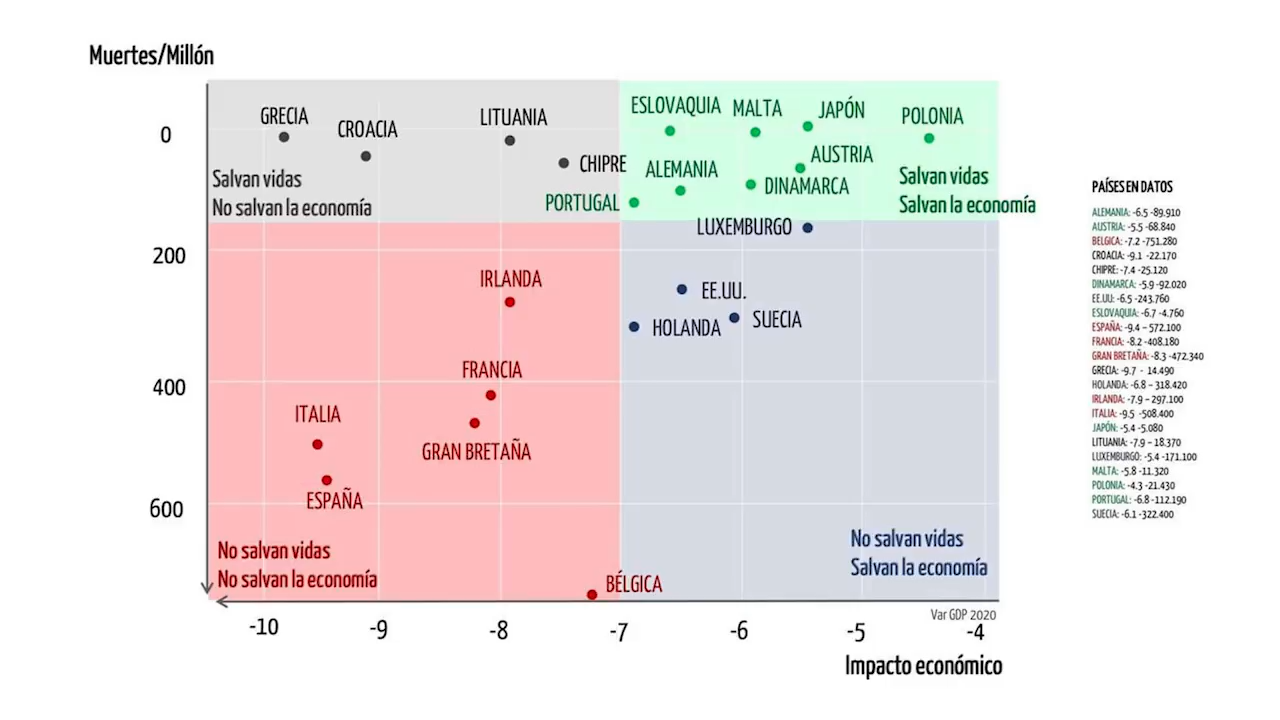 Muertes/Millón
0
200
400
600
GRECIA
CROACIA
LITUANIA
CHIPRE
Salvan vidas
No salvan la economía
ESLOVAQUIA
MALTA
JAPÓN
POLONIA
AUSTRIA
ALEMANIA
DINAMARCA
PORTUGAL
Salvan vidas
Salvan la economía
LUXEMBURGO
IRLANDA
EE.UU.
HOLANDA
SUECIA
FRANCIA
ITALIA
GRAN BRETAÑA
ESPAÑA
No salvan vidas
No salvan la economía
BÉLGICA
No salvan vidas
Salvan la economía
Var GDP 2020
-10
-9
-8
-7
-6
-5
-4
Impacto económico
PAÍSES EN DATOS
ALEMANIA: -6.5 -89.910
AUSTRIA: -5.5 -68.840
BELGICA: -7.2 -751.280
CROACIA: -9.1 -22.170
CHIPRE: -7.4 -25.120
DINAMARCA: -5.9 -92.020
EE.UU: -6.5 -243.760
ESLOVAQUIA: -6.7 -4.760
ESPAÑA: -9.4 – 572.100
FRANCIA: -8.2 -408.180
GRAN BRETAÑA: -8.3 -472.340
GRECIA: -9.7 - 14.490
HOLANDA: -6.8 – 318.420
IRLANDA: -7.9 – 297.100
ITALIA: -9.5 -508.400
JAPÓN: -5.4 -5.080
LITUANIA: -7.9 – 18.370
LUXEMBURGO: -5.4 -171.100
MALTA: -5.8 -11.320
POLONIA: -4.3 -21.430
PORTUGAL: -6.8 -112.190
SUECIA: -6.1 -322.400